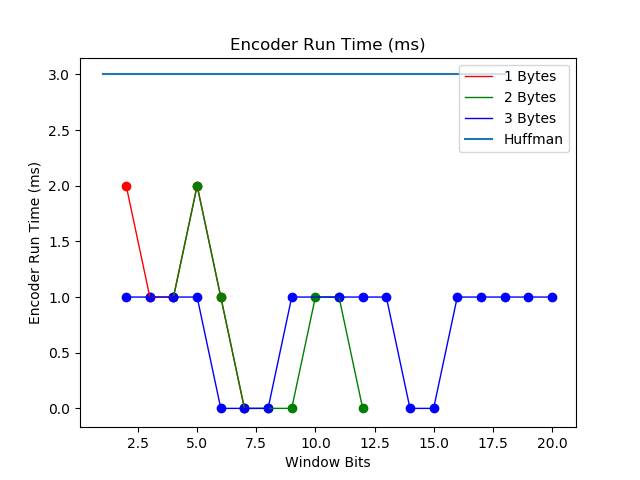 Encoder Run Time (ms)
1 Bytes
2 Bytes
3 Bytes
Huffman
Encoder Run Time (ms)
3.0
2.5
2.0
1.5
1.0
0.5
0.0
2.5 5.0 7.5 10.0 12.5 15.0 17.5 20.0
Window Bits